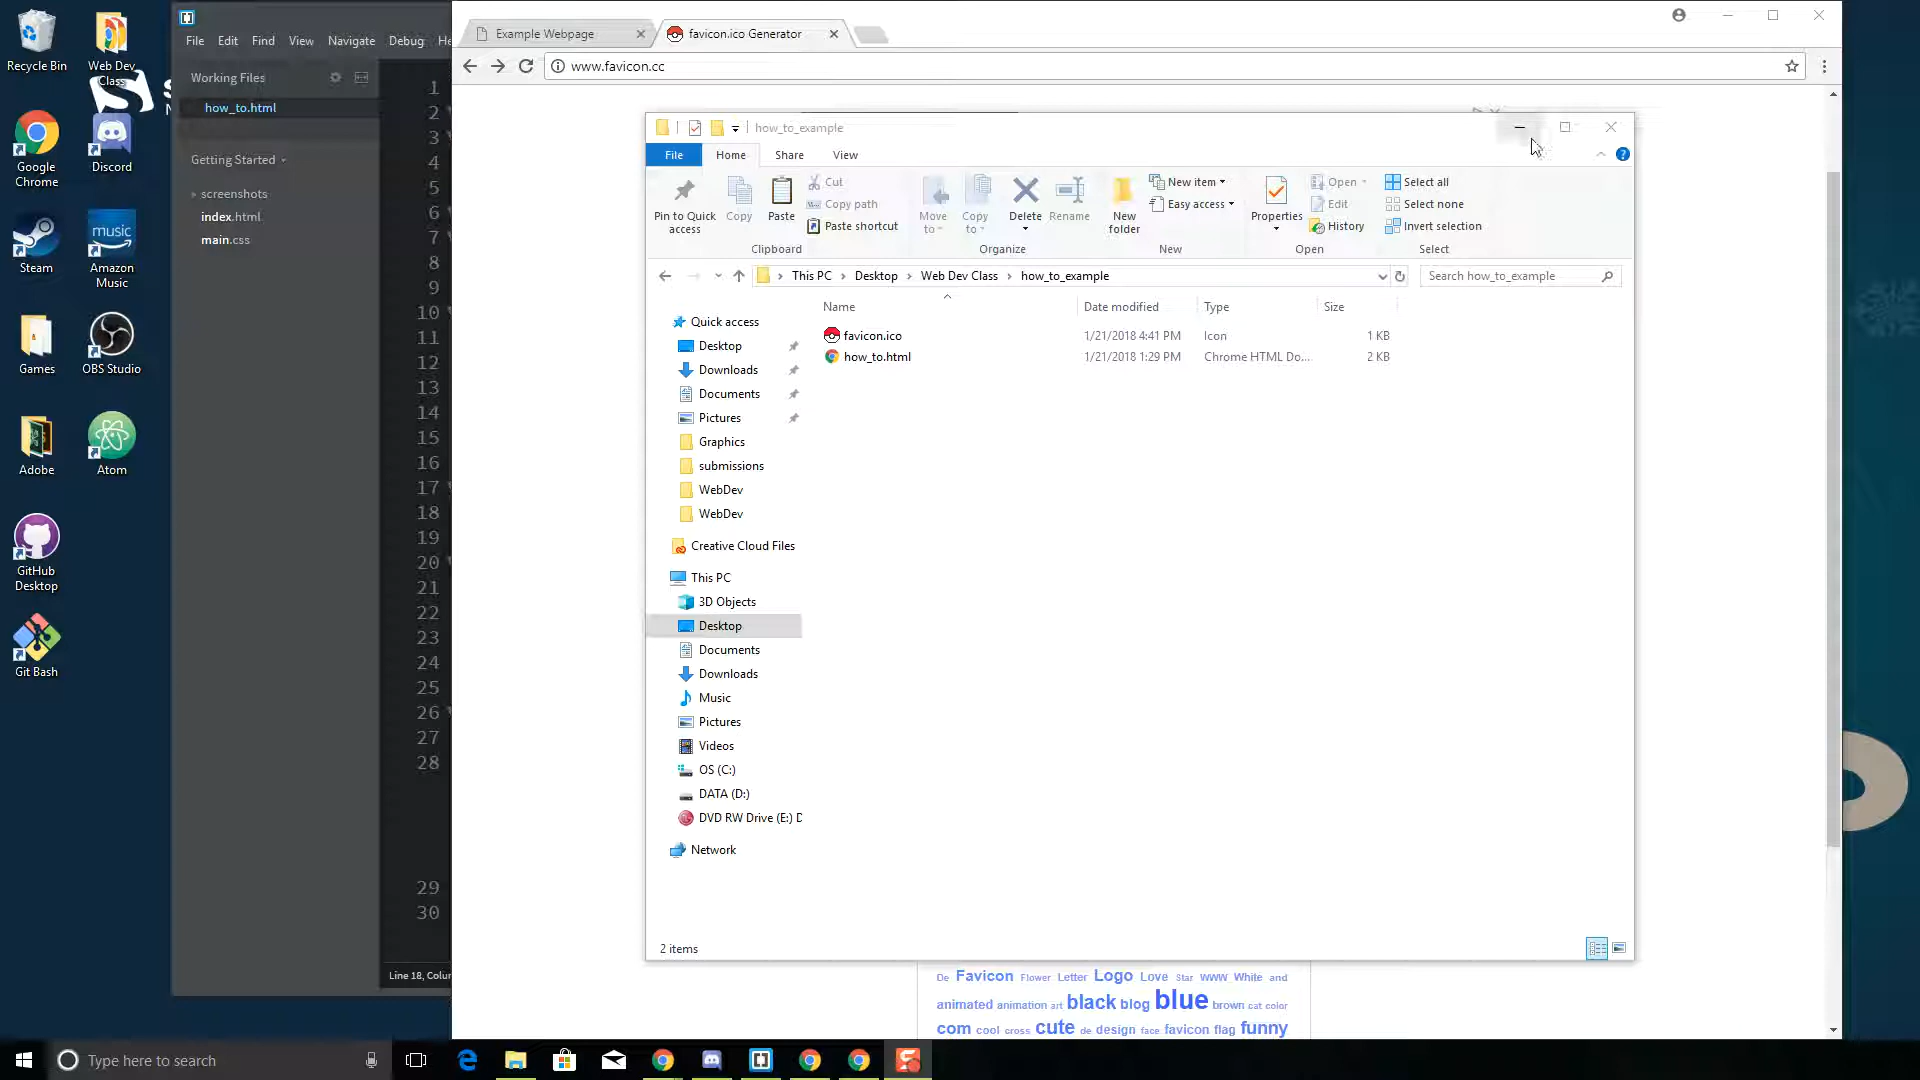 Recycle Bin
Web Dev Class
Google Chrome
Discord
Steam
Amazon Music
Games
OBS Studio
Adobe
Atom
GitHub Desktop
Git Bash
File Edit Find View Navigate Debug He
Working Files
how_to.html
Getting Started
screenshots
index.html
main.css
1
2
3
4
5
6
7
8
9
10
11
12
13
14
15
16
17
18
19
20
21
22
23
24
25
26
27
28
29
30
Line 18, Colu
Example Webpage
favicon.ico Generator
www.favicon.cc
how_to_example
File Home Share View
Pin to Quick access
Copy
Paste
Cut
Copy path
Paste shortcut
Clipboard
Move to
Copy to
Delete
Rename
Organize
New folder
New item
Easy access
New
Properties
Open
Edit
History
Open
Select all
Select none
Invert selection
Select
This PC Desktop Web Dev Class how_to_example
Search how_to_example
Name Date modified Type Size
favicon.ico 1/21/2018 4:41 PM Icon 1 KB
how_to.html 1/21/2018 1:29 PM Chrome HTML Do... 2 KB
Quick access
Desktop
Downloads
Documents
Pictures
Graphics
submissions
WebDev
WebDev
Creative Cloud Files
This PC
3D Objects
Desktop
Documents
Downloads
Music
Pictures
Videos
OS (C:)
DATA (D:)
DVD RW Drive (E:) D
Network
2 items
De Favicon Flower Letter Logo Love Star www White and
animated animation art black blog blue brown cat color
com cool cross cute de design face favicon flag funny
Type here to search